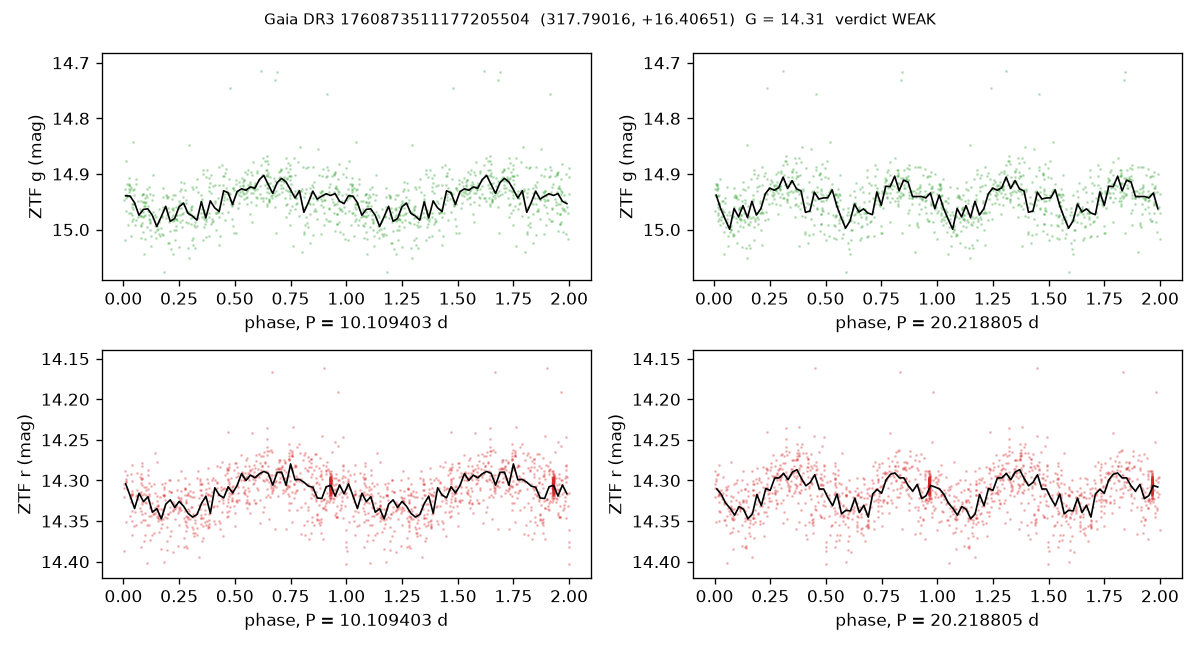 Gaia DR3 1760873511177205504 (317.79016, +16.40651) G = 14.31 verdict WEAK
14.7
14.8
14.9
15.0
ZTF g (mag)
0.00 0.25 0.50 0.75 1.00 1.25 1.50 1.75 2.00
phase, P = 10.109403 d
14.7
14.8
14.9
15.0
ZTF g (mag)
0.00 0.25 0.50 0.75 1.00 1.25 1.50 1.75 2.00
phase, P = 20.218805 d
14.15
14.20
14.25
14.30
14.35
14.40
ZTF r (mag)
0.00 0.25 0.50 0.75 1.00 1.25 1.50 1.75 2.00
phase, P = 10.109403 d
14.15
14.20
14.25
14.30
14.35
14.40
ZTF r (mag)
0.00 0.25 0.50 0.75 1.00 1.25 1.50 1.75 2.00
phase, P = 20.218805 d